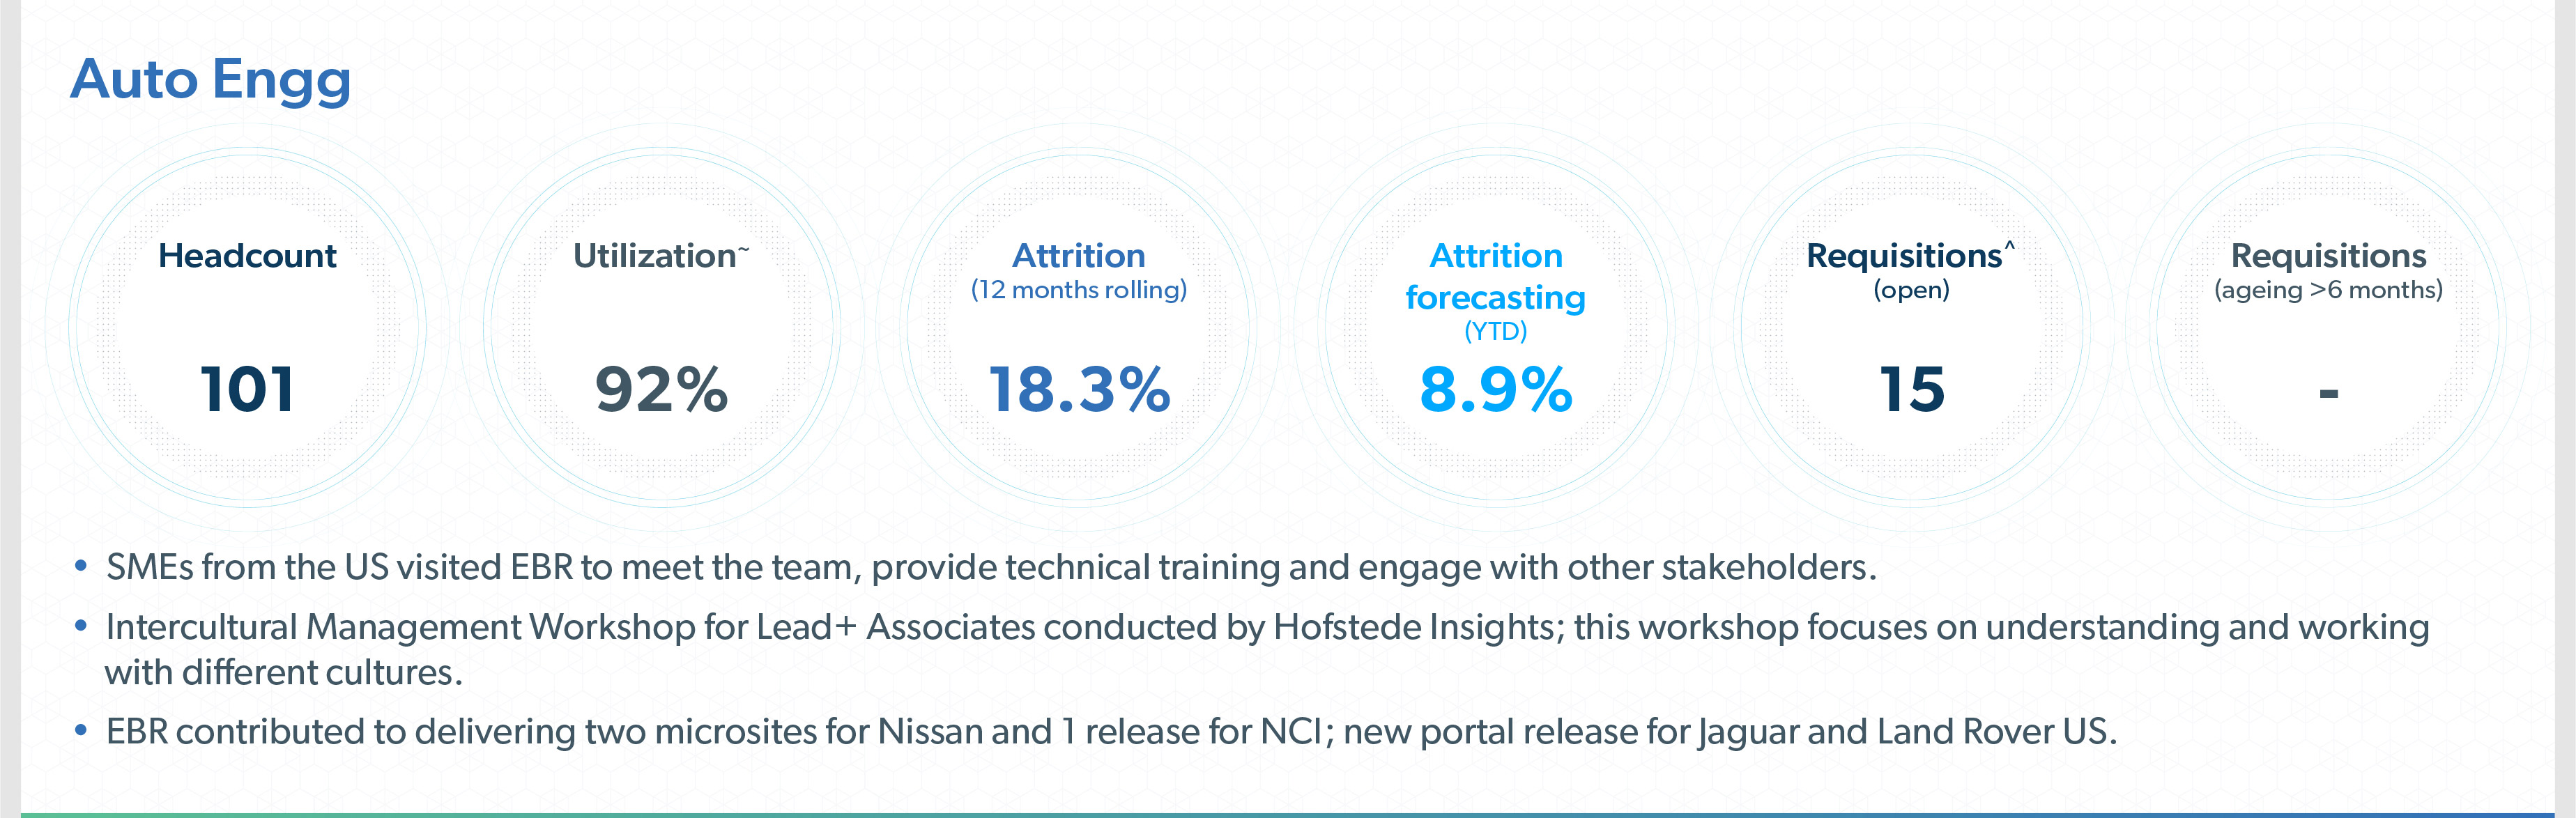 Auto Engg
Headcount
101
Utilization~
92%
Attrition
(12 months rolling)
18.3%
Attrition
forecasting
(YTD)
8.9%
Requisitions^
(open)
15
Requisitions
(ageing >6 months)
-
• SMEs from the US visited EBR to meet the team, provide technical training and engage with other stakeholders.
• Intercultural Management Workshop for Lead+ Associates conducted by Hofstede Insights; this workshop focuses on understanding and working
with different cultures.
• EBR contributed to delivering two microsites for Nissan and 1 release for NCI; new portal release for Jaguar and Land Rover US.